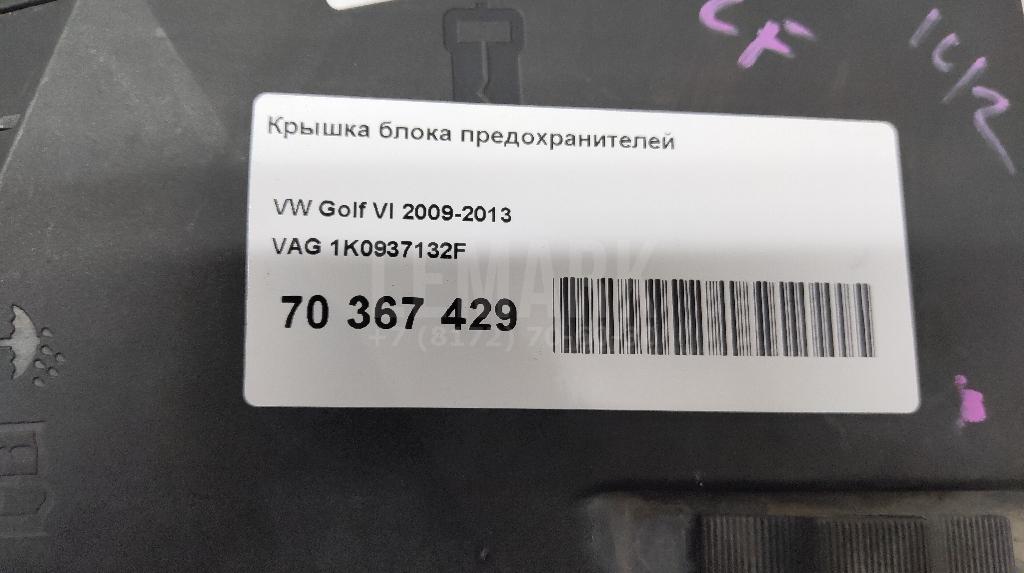 Крышка блока предохранителей
VW Golf VI 2009-2013
VAG 1K0937132F
70 367 429